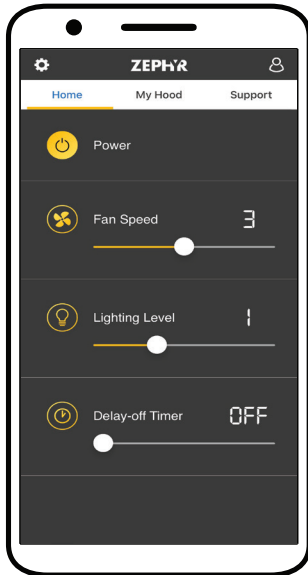 ZEPHYR
Home My Hood Support
Power
Fan Speed 3
Lighting Level 1
Delay-off Timer OFF